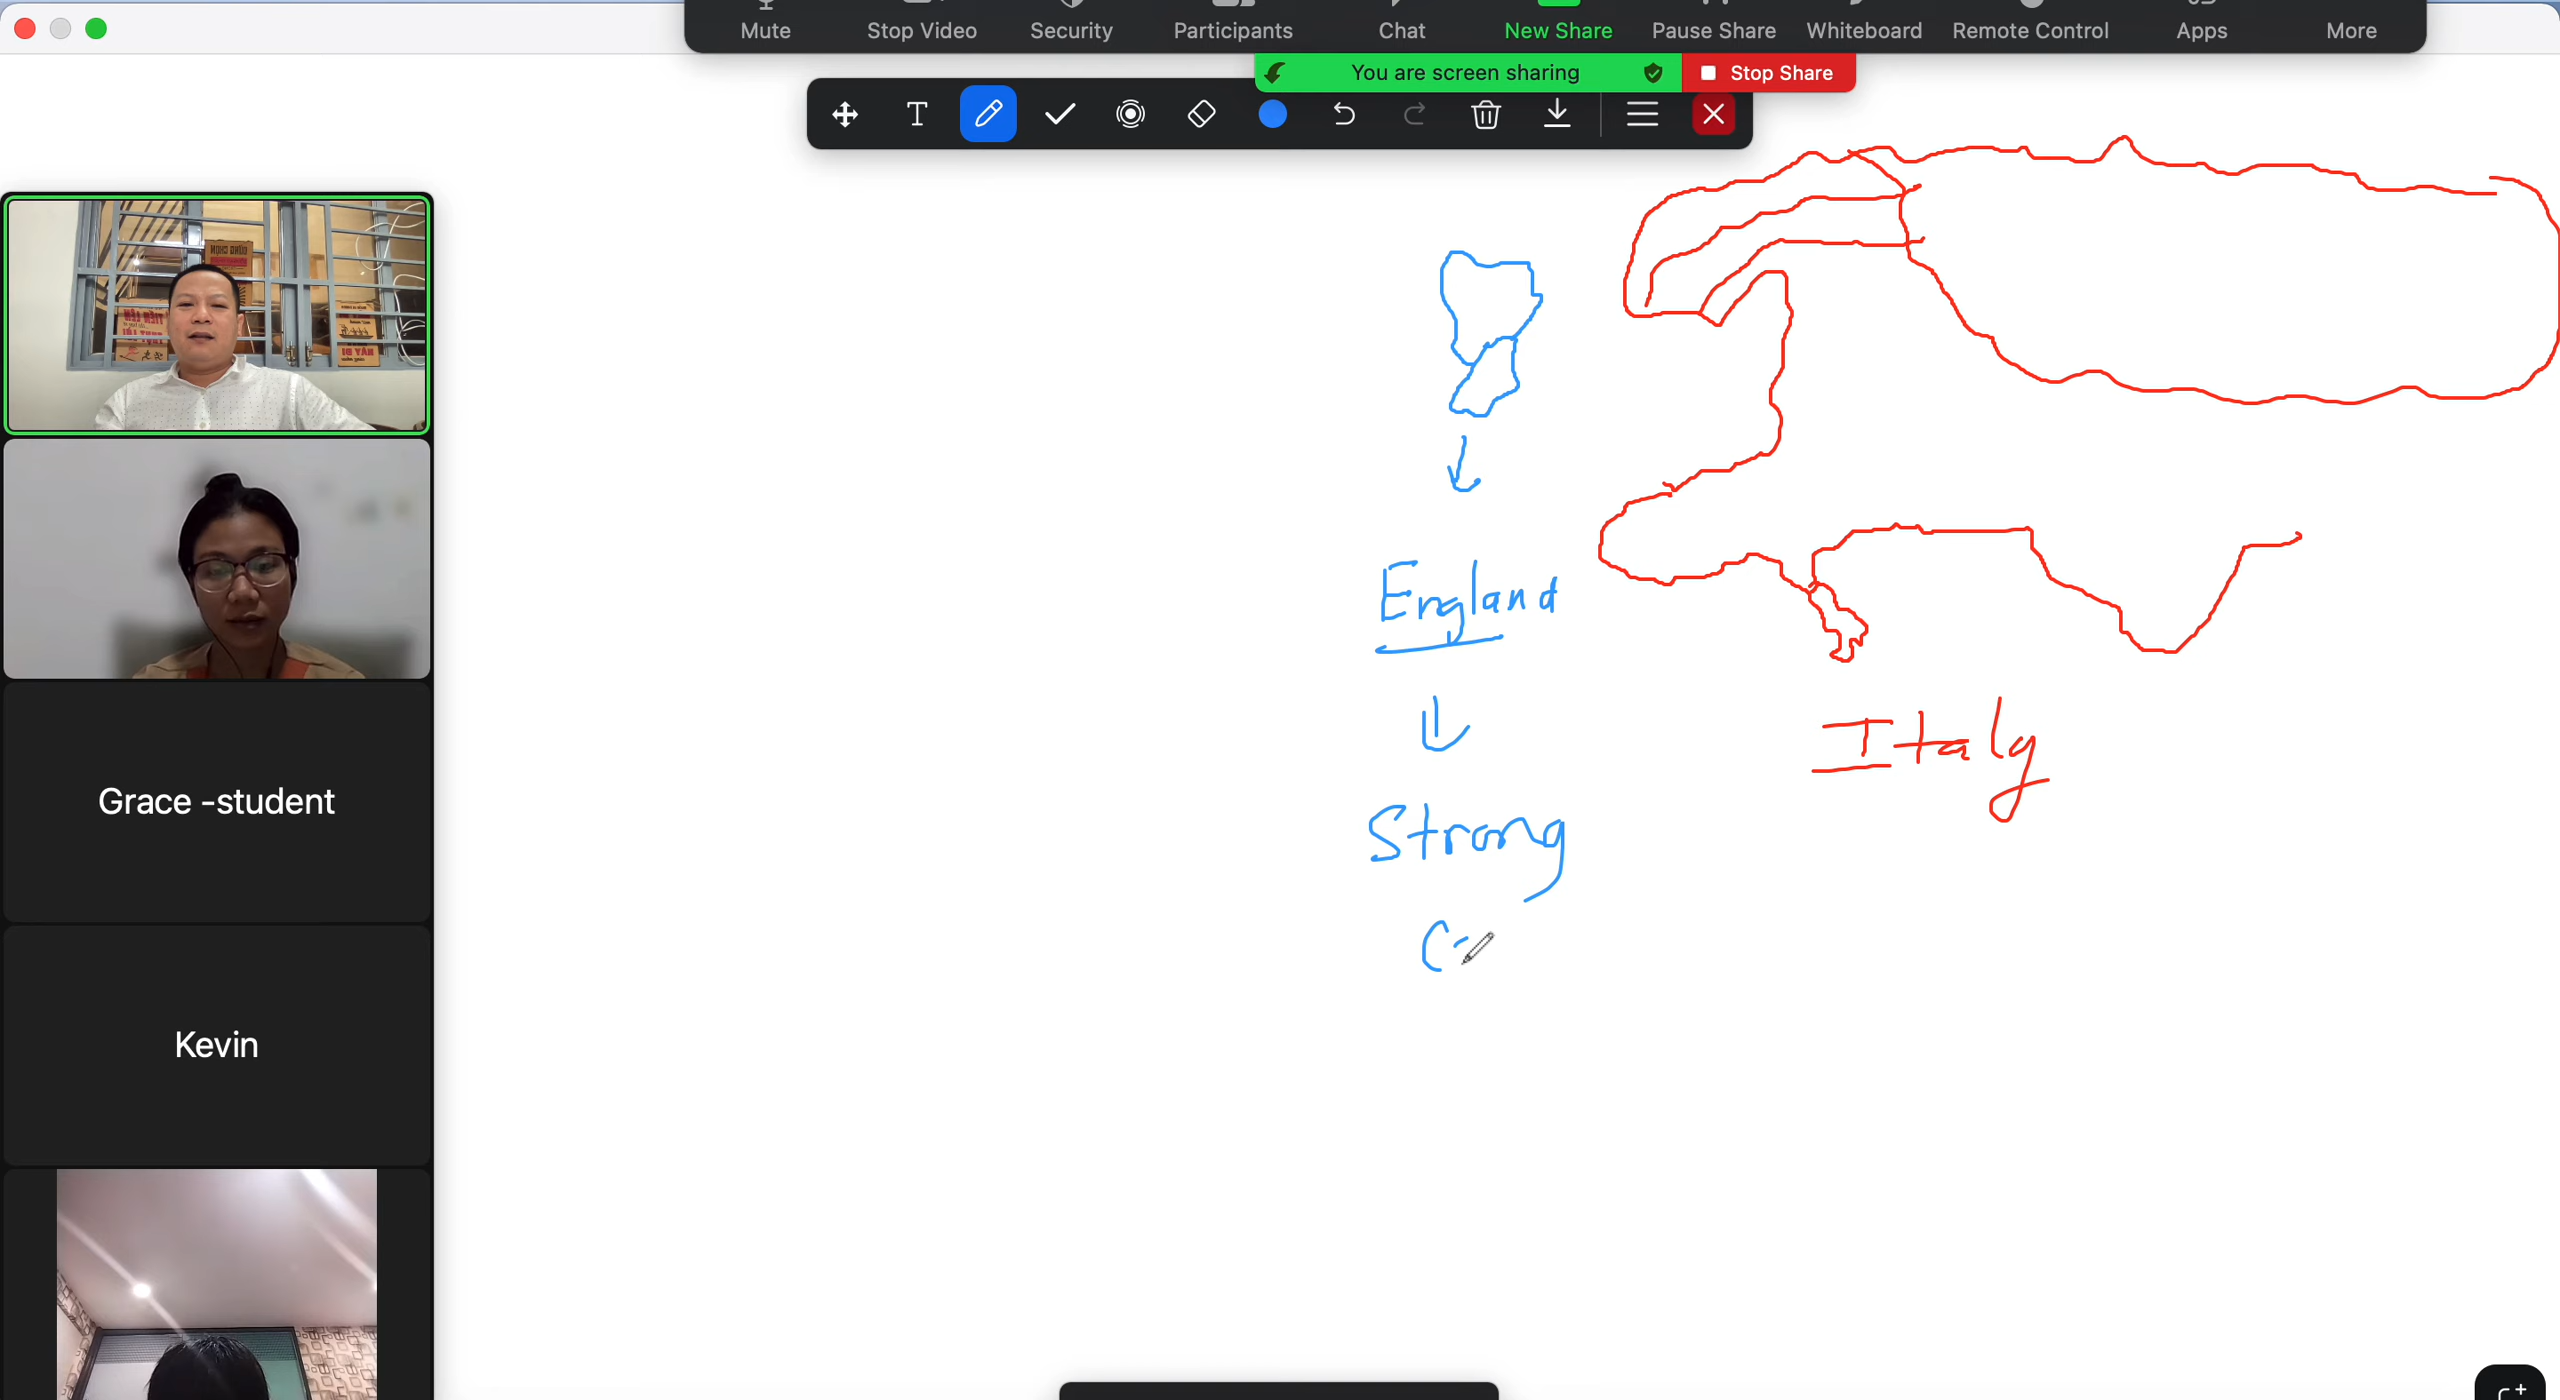 Mute Stop Video Security Participants Chat New Share Pause Share Whiteboard Remote Control Apps More
You are screen sharing Stop Share
T
England
Italy
Strong
C
Grace -student
Kevin